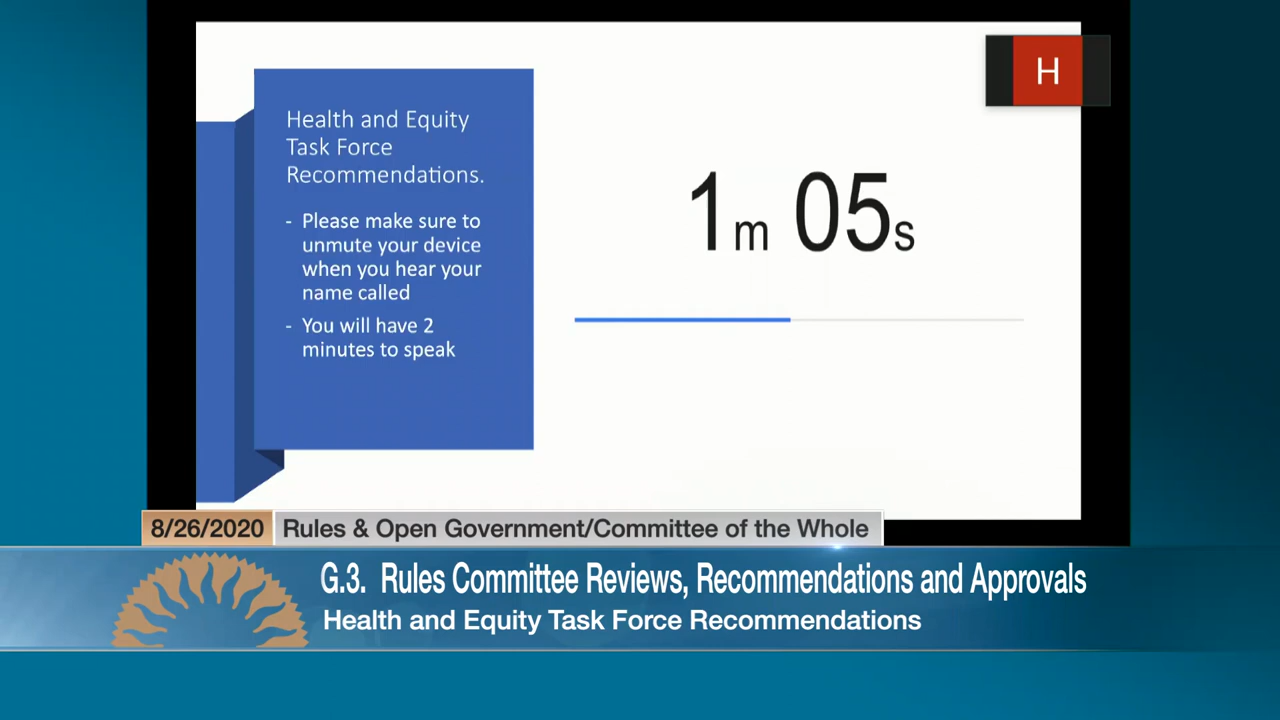 H
Health and Equity
Task Force
Recommendations.
- Please make sure to
unmute your device
when you hear your
name called
- You will have 2
minutes to speak
1m 05s
8/26/2020 Rules & Open Government/Committee of the Whole
G.3. Rules Committee Reviews, Recommendations and Approvals
Health and Equity Task Force Recommendations